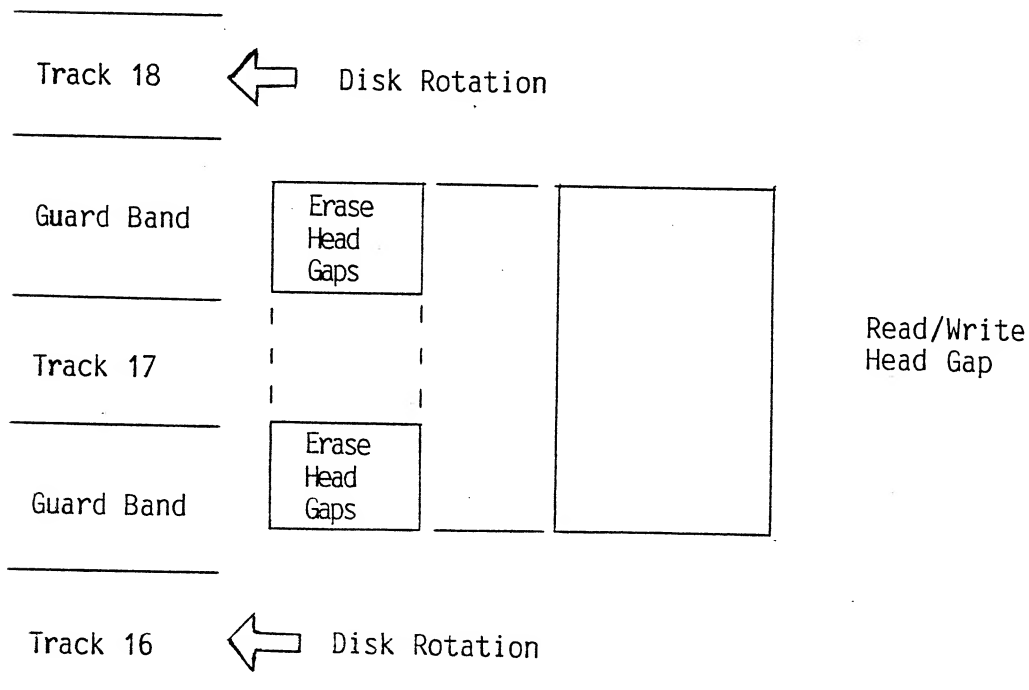 Track 18
Disk Rotation
Guard Band
Erase
Head
Gaps
Read/Write
Head Gap
Track 17
Erase
Head
Gaps
Guard Band
Track 16
Disk Rotation